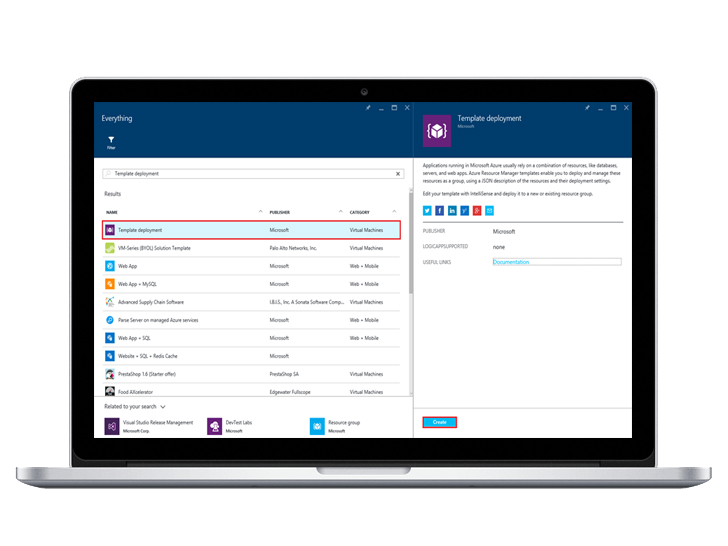 Everything
Filter
Template deployment
Results
NAME PUBLISHER CATEGORY
Template deployment Microsoft Virtual Machines
VM-Series (BYOL) Solution Template Palo Alto Networks, Inc. Virtual Machines
Web App Microsoft Web + Mobile
Web App + MySQL Microsoft Web + Mobile
Advanced Supply Chain Software I.B.I.S., Inc, A Sonata Software Comp... Virtual Machines
Parse Server on managed Azure services Microsoft Web + Mobile
Web App + SQL Microsoft Web + Mobile
Website + SQL + Redis Cache Microsoft
PrestaShop 1.6 (Starter offer) PrestaShop SA Virtual Machines
Food AXcelerator Edgewater Fullscope Virtual Machines
Related to your search
Visual Studio Release Management
Microsoft Corp.
DevTest Labs
Microsoft
Resource group
Microsoft
Template deployment
Microsoft
Applications running in Microsoft Azure usually rely on a combination of resources, like databases,
servers, and web apps. Azure Resource Manager templates enable you to deploy and manage these
resources as a group, using a JSON description of the resources and their deployment settings.
Edit your template with IntelliSense and deploy it to a new or existing resource group.
PUBLISHER Microsoft
LOGICAPPSUPPORTED none
USEFUL LINKS Documentation
Create